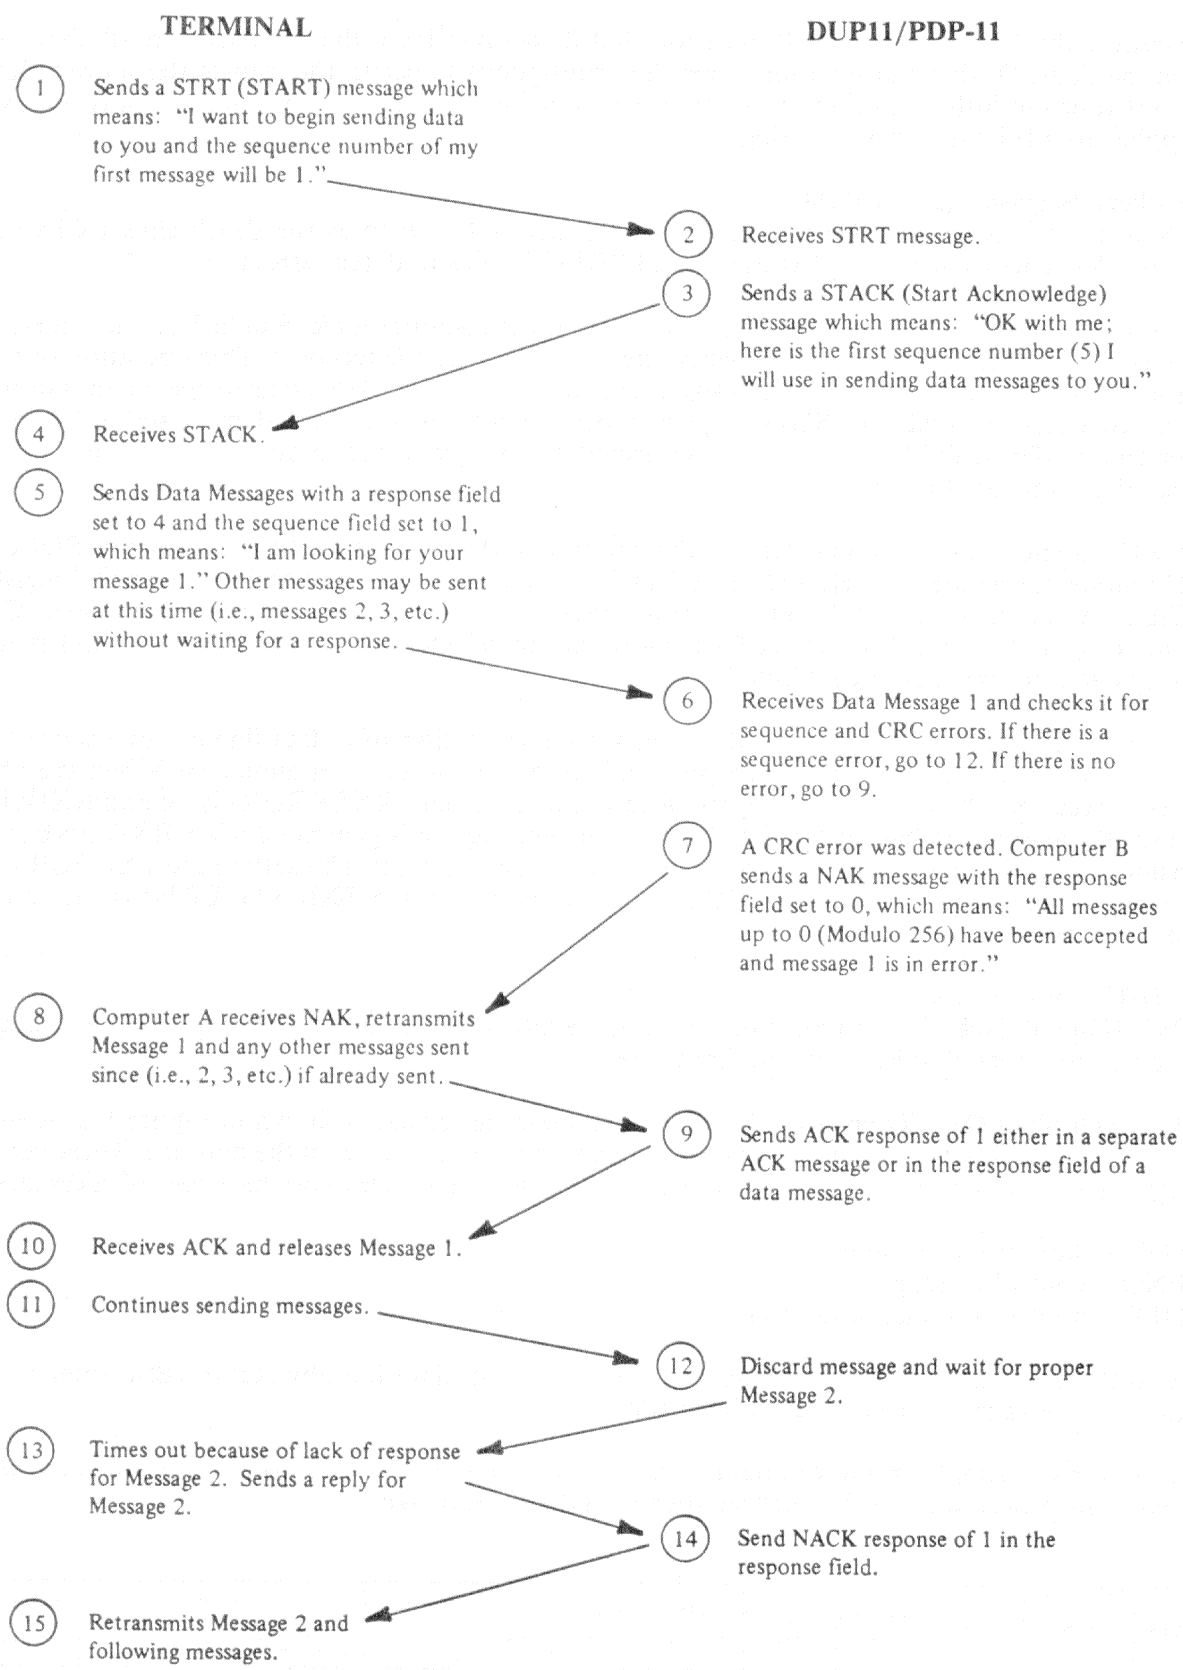 TERMINAL
DUP11/PDP-11
1
Sends a STRT (START) message which
means: “I want to begin sending data
to you and the sequence number of my
first message will be 1.”
2
Receives STRT message.
3
Sends a STACK (Start Acknowledge)
message which means: “OK with me;
here is the first sequence number (5) I
will use in sending data messages to you.”
4
Receives STACK.
5
Sends Data Messages with a response field
set to 4 and the sequence field set to 1,
which means: “I am looking for your
message 1.” Other messages may be sent
at this time (i.e., messages 2, 3, etc.)
without waiting for a response.
6
Receives Data Message 1 and checks it for
sequence and CRC errors. If there is a
sequence error, go to 12. If there is no
error, go to 9.
7
A CRC error was detected. Computer B
sends a NAK message with the response
field set to 0, which means: “All messages
up to 0 (Modulo 256) have been accepted
and message 1 is in error.”
8
Computer A receives NAK, retransmits
Message 1 and any other messages sent
since (i.e., 2, 3, etc.) if already sent.
9
Sends ACK response of 1 either in a separate
ACK message or in the response field of a
data message.
10
Receives ACK and releases Message 1.
11
Continues sending messages.
12
Discard message and wait for proper
Message 2.
13
Times out because of lack of response
for Message 2. Sends a reply for
Message 2.
14
Send NACK response of 1 in the
response field.
15
Retransmits Message 2 and
following messages.